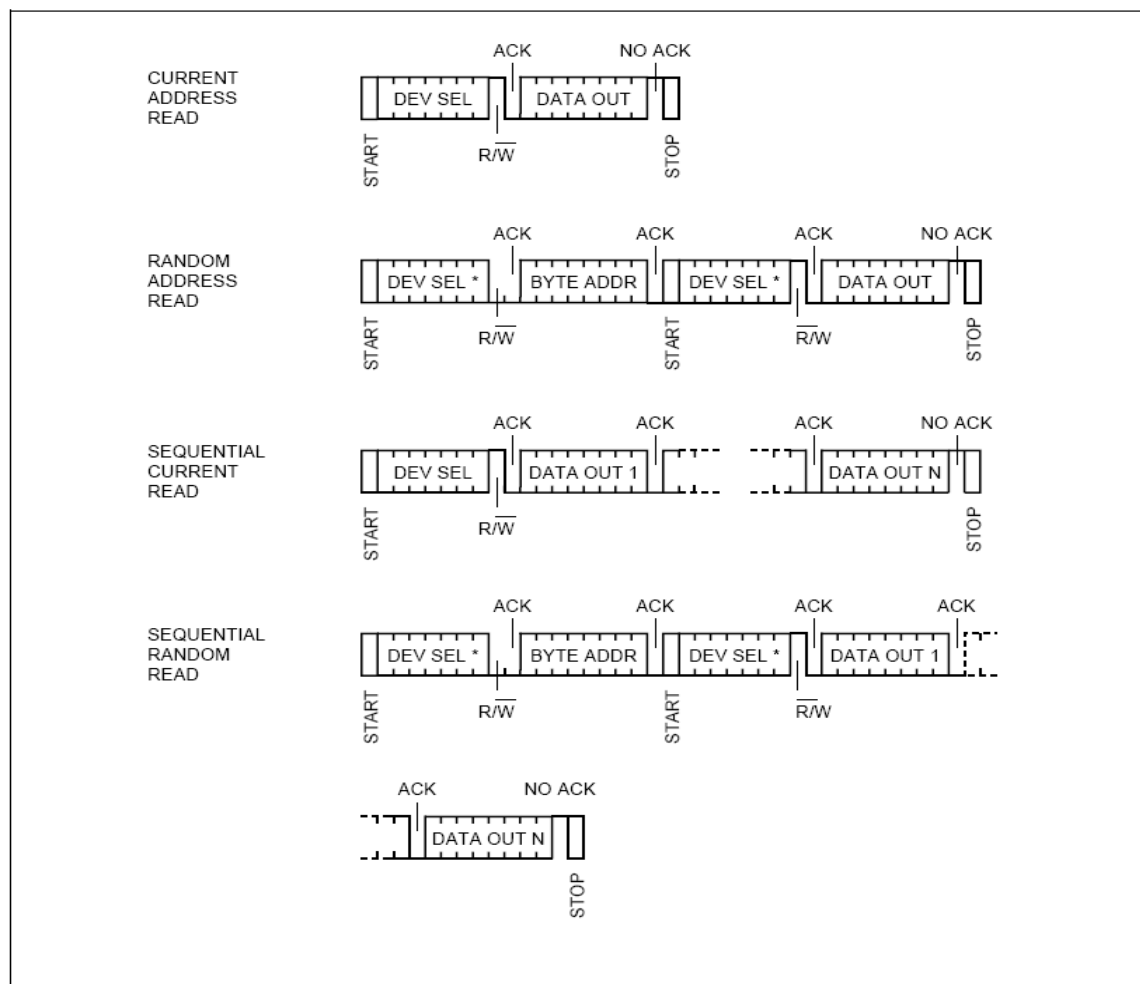 ACK NO ACK
CURRENT
ADDRESS
READ
DEV SEL DATA OUT
START R/W̅ STOP
ACK ACK ACK NO ACK
RANDOM
ADDRESS
READ
DEV SEL * BYTE ADDR DEV SEL * DATA OUT
START R/W̅ START R̅/W STOP
ACK ACK ACK NO ACK
SEQUENTIAL
CURRENT
READ
DEV SEL DATA OUT 1 DATA OUT N
START R/W̅ STOP
ACK ACK ACK ACK
SEQUENTIAL
RANDOM
READ
DEV SEL * BYTE ADDR DEV SEL * DATA OUT 1
START R/W̅ START R̅/W
ACK NO ACK
DATA OUT N
STOP